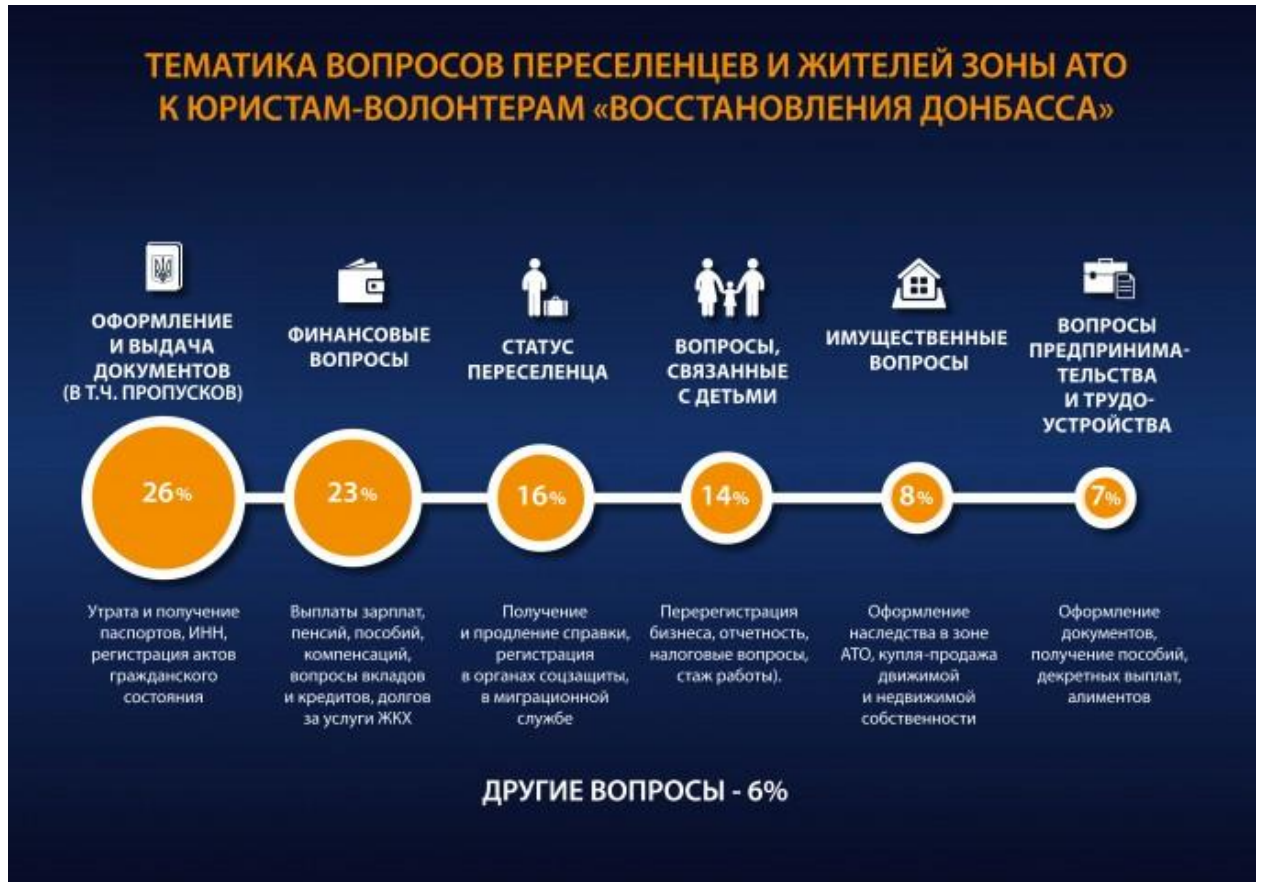 ТЕМАТИКА ВОПРОСОВ ПЕРЕСЕЛЕНЦЕВ И ЖИТЕЛЕЙ ЗОНЫ АТО
К ЮРИСТАМ-ВОЛОНТЕРАМ «ВОССТАНОВЛЕНИЯ ДОНБАССА»
ОФОРМЛЕНИЕ
И ВЫДАЧА
ДОКУМЕНТОВ
(В Т.Ч. ПРОПУСКОВ)
26%
Утрата и получение
паспортов, ИНН,
регистрация актов
гражданского
состояния
ФИНАНСОВЫЕ
ВОПРОСЫ
23%
Выплаты зарплат,
пенсий, пособий,
компенсаций,
вопросы вкладов
и кредитов, долгов
за услуги ЖКХ
СТАТУС
ПЕРЕСЕЛЕНЦА
16%
Получение
и продление справки,
регистрация
в органах соцзащиты,
в миграционной
службе
ВОПРОСЫ,
СВЯЗАННЫЕ
С ДЕТЬМИ
14%
Перерегистрация
бизнеса, отчетность,
налоговые вопросы,
стаж работы).
ИМУЩЕСТВЕННЫЕ
ВОПРОСЫ
8%
Оформление
наследства в зоне
АТО, купля-продажа
движимой
и недвижимой
собственности
ВОПРОСЫ
ПРЕДПРИНИМА-
ТЕЛЬСТВА
И ТРУДО-
УСТРОЙСТВА
7%
Оформление
документов,
получение пособий,
декретных выплат,
алиментов
ДРУГИЕ ВОПРОСЫ - 6%